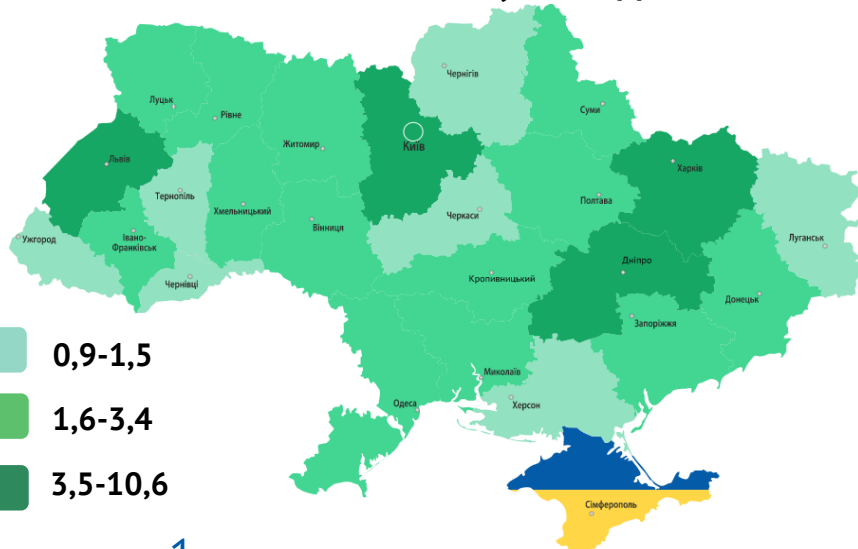 Чернігів
Луцьк
Рівне
Суми
Київ
Житомир
Львів
Харків
Тернопіль
Полтава
Хмельницький
Черкаси
Вінниця
Ужгород
Івано-
Франківськ
Луганськ
Дніпро
Чернівці
Кропивницький
Донецьк
Запоріжжя
0,9-1,5
Миколаїв
Одеса
Херсон
1,6-3,4
3,5-10,6
Сімферополь